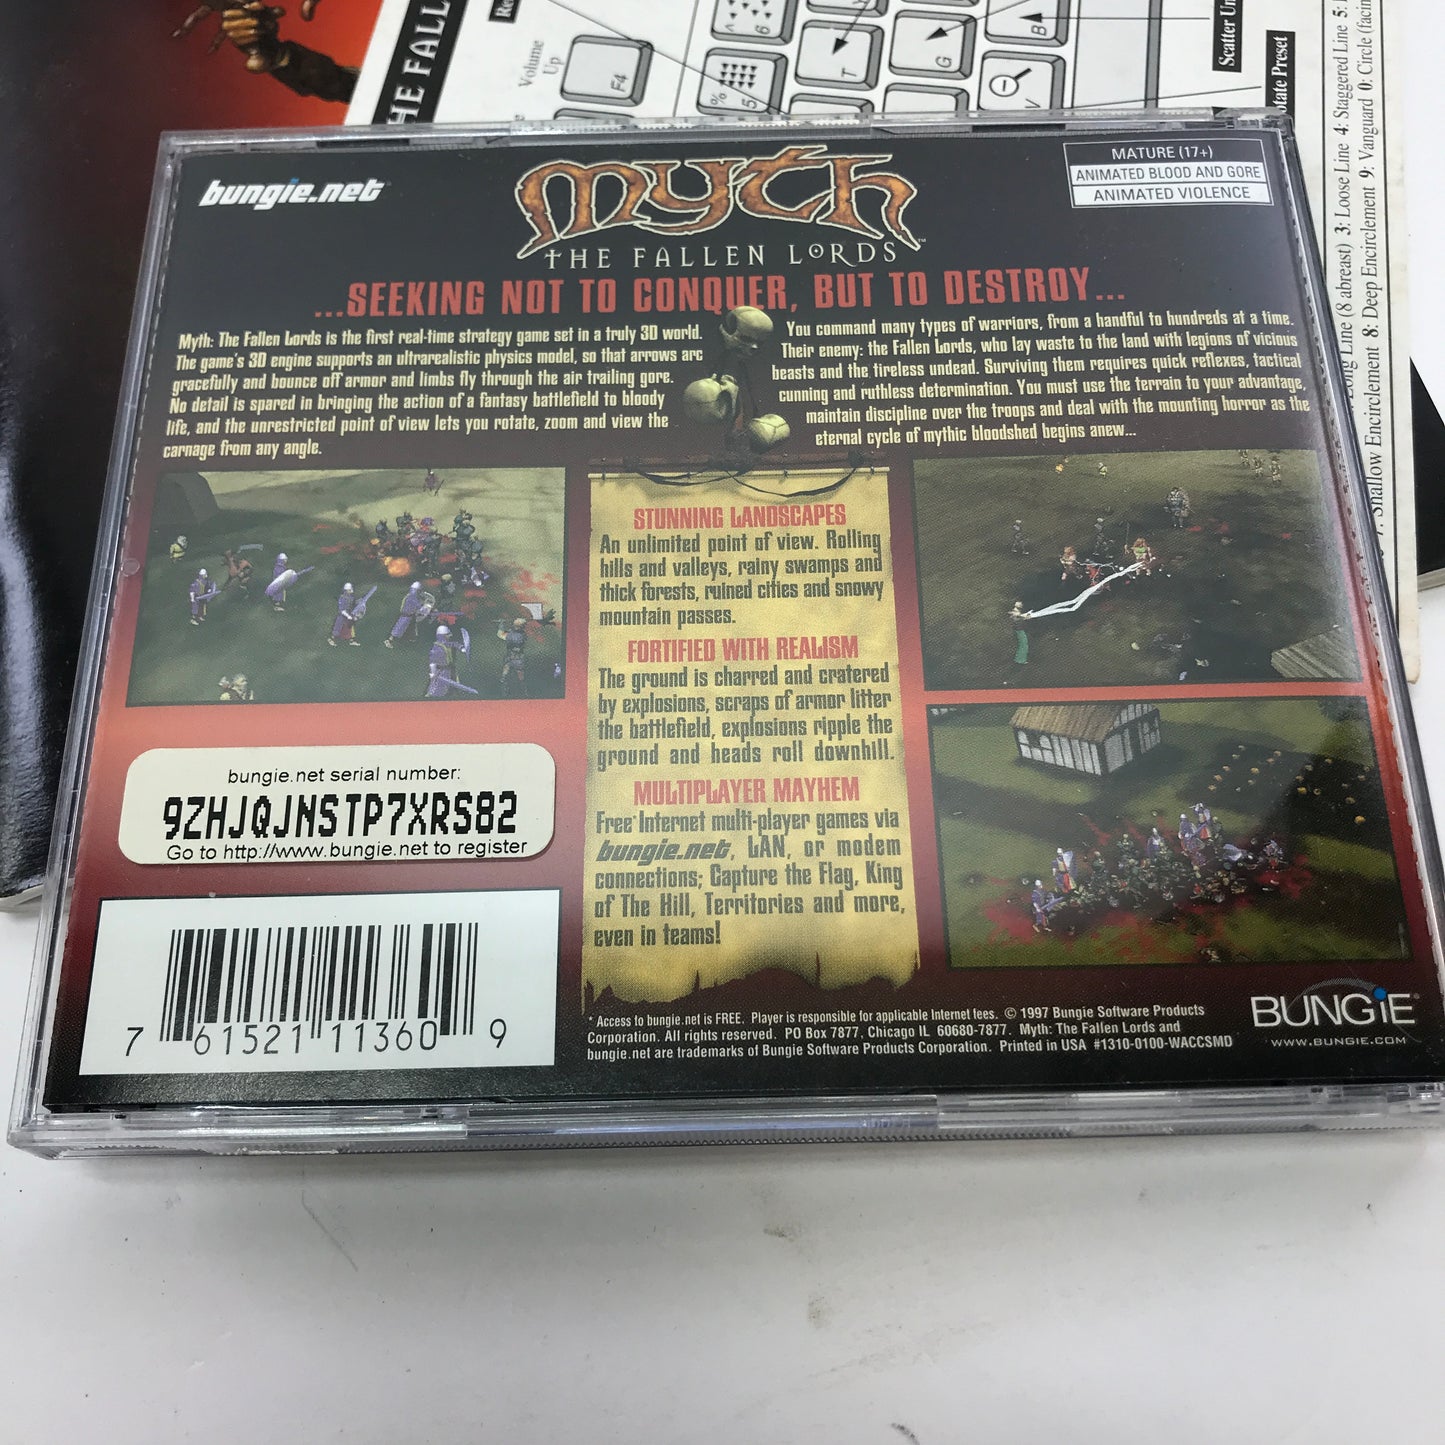 THE FALL
Volume
Up
F4
6
%
5
T
G
B
V
Scatter
Preset
3: Loose Line 4: Staggered Line 5:
Long Line (8 abreast)
7: Shallow Encirclement 8: Deep Encirclement 9: Vanguard 0: Circle (facin
bungie.net
Myth
THE FALLEN LORDS™
MATURE (17+)
ANIMATED BLOOD AND GORE
ANIMATED VIOLENCE
...SEEKING NOT TO CONQUER, BUT TO DESTROY...
Myth: The Fallen Lords is the first real-time strategy game set in a truly 3D world.
The game's 3D engine supports an ultrarealistic physics model, so that arrows arc
gracefully and bounce off armor and limbs fly through the air trailing gore.
No detail is spared in bringing the action of a fantasy battlefield to bloody
life, and the unrestricted point of view lets you rotate, zoom and view the
carnage from any angle.
You command many types of warriors, from a handful to hundreds at a time.
Their enemy: the Fallen Lords, who lay waste to the land with legions of vicious
beasts and the tireless undead. Surviving them requires quick reflexes, tactical
cunning and ruthless determination. You must use the terrain to your advantage,
maintain discipline over the troops and deal with the mounting horror as the
eternal cycle of mythic bloodshed begins anew...
STUNNING LANDSCAPES
An unlimited point of view. Rolling
hills and valleys, rainy swamps and
thick forests, ruined cities and snowy
mountain passes.
FORTIFIED WITH REALISM
The ground is charred and cratered
by explosions, scraps of armor litter
the battlefield, explosions ripple the
ground and heads roll downhill.
MULTIPLAYER MAYHEM
Free* Internet multi-player games via
bungie.net, LAN, or modem
connections; Capture the Flag, King
of The Hill, Territories and more,
even in teams!
bungie.net serial number:
9ZHJQJNSTP7XRS82
Go to http://www.bungie.net to register
7 61521 11360 9
* Access to bungie.net is FREE. Player is responsible for applicable Internet fees. © 1997 Bungie Software Products
Corporation. All rights reserved. PO Box 7877, Chicago IL 60680-7877. Myth: The Fallen Lords and
bungie.net are trademarks of Bungie Software Products Corporation. Printed in USA #1310-0100-WACCSMD
BUNGIE®
WWW.BUNGIE.COM